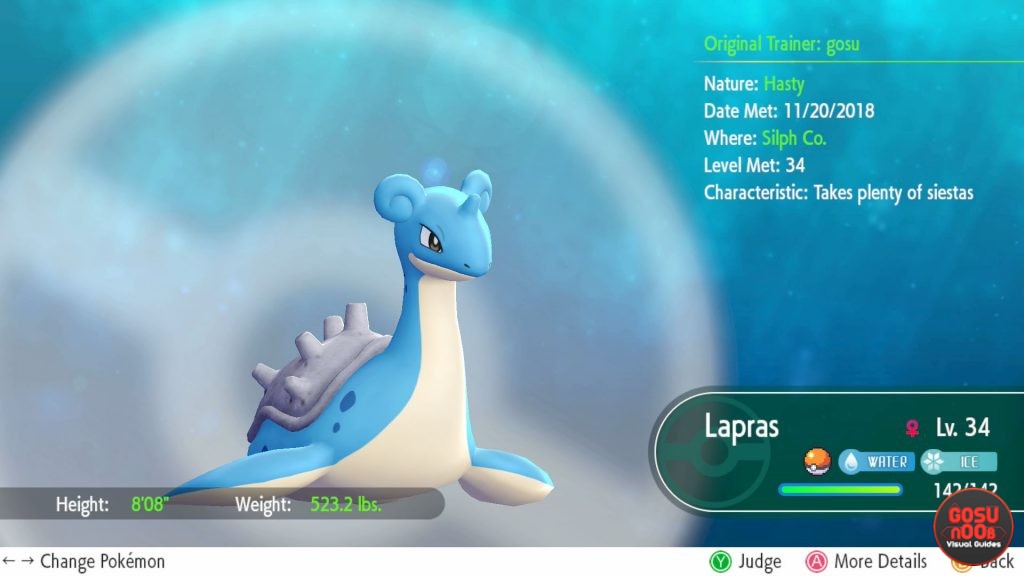 Original Trainer: gosu
Nature: Hasty
Date Met: 11/20/2018
Where: Silph Co.
Level Met: 34
Characteristic: Takes plenty of siestas
Lapras ♀ Lv. 34
WATER ICE
142/142
Height: 8'08" Weight: 523.2 lbs.
GOSU
NOOB
Visual Guides
← → Change Pokémon
Y Judge A More Details Back